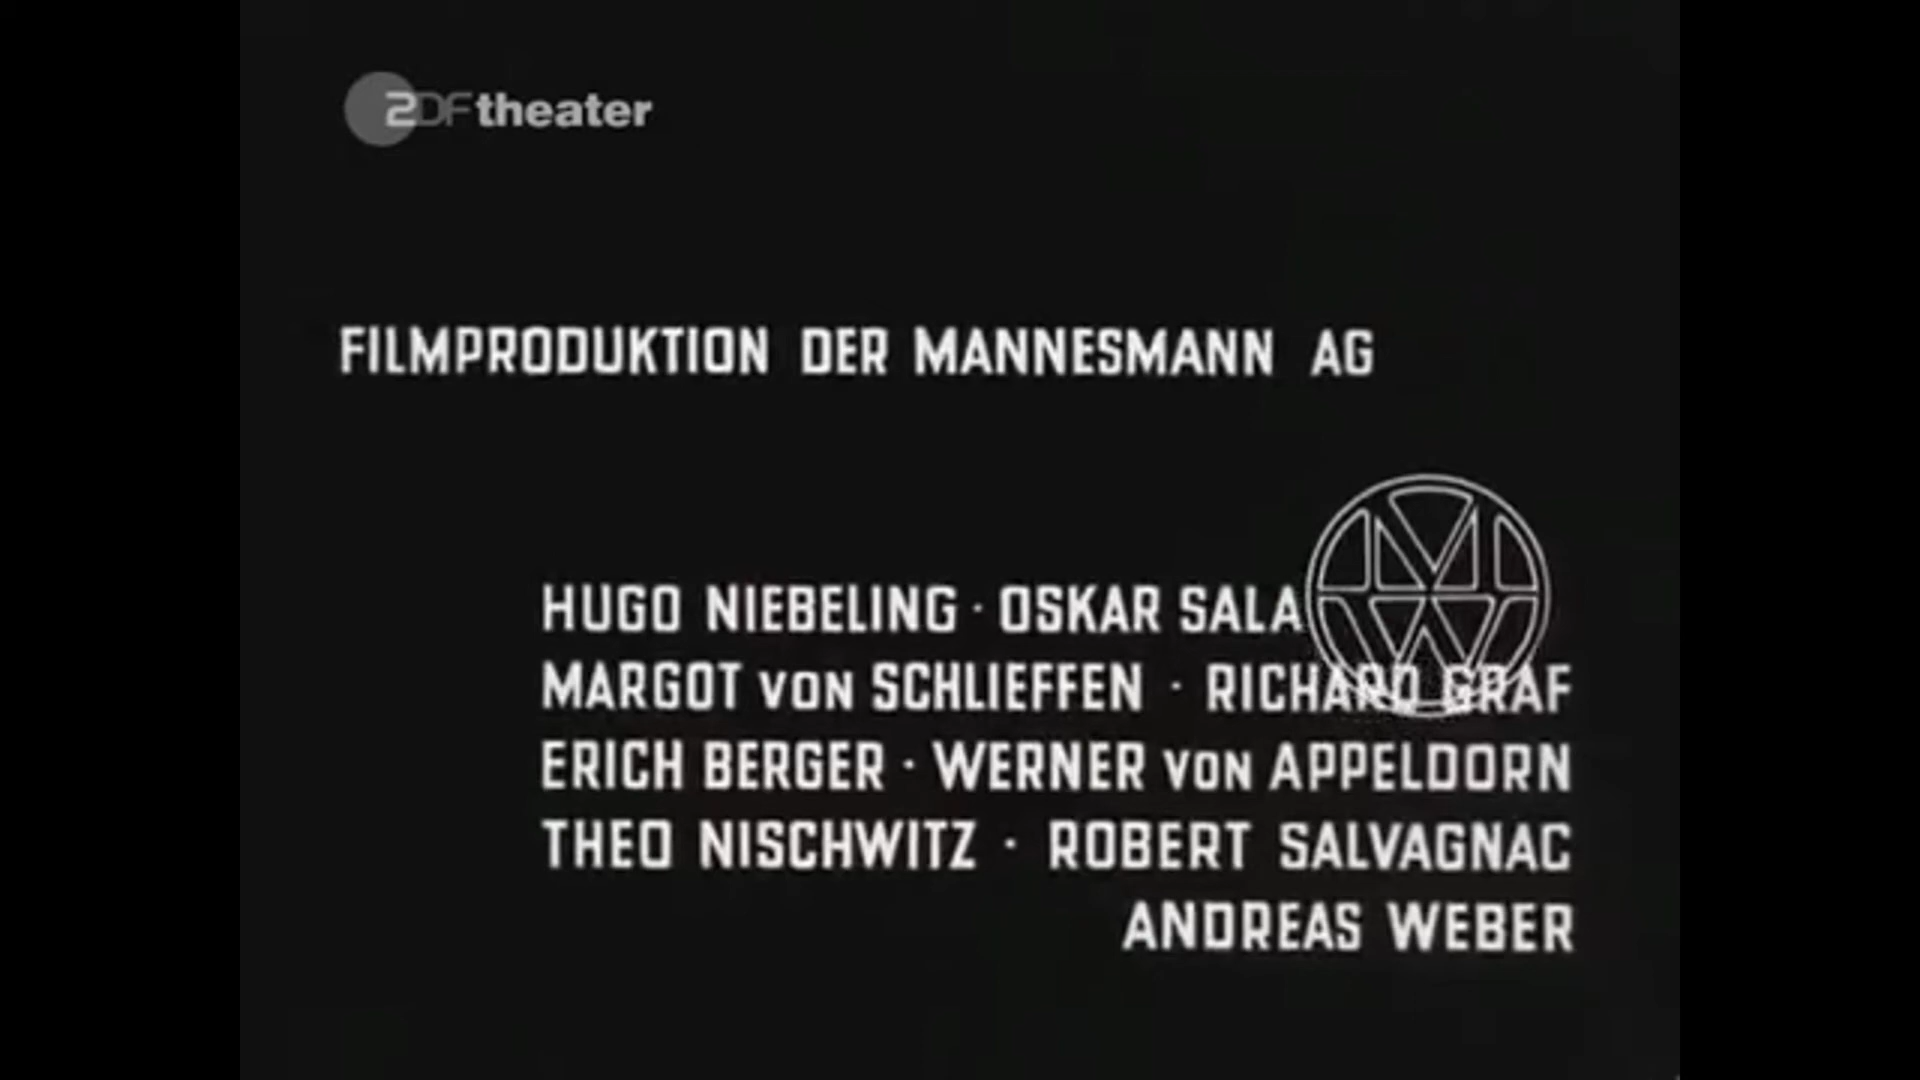 ZDFtheater
FILMPRODUKTION DER MANNESMANN AG
MW
HUGO NIEBELING · OSKAR SALA
MARGOT von SCHLIEFFEN · RICHARD GRAF
ERICH BERGER · WERNER von APPELDORN
THEO NISCHWITZ · ROBERT SALVAGNAC
ANDREAS WEBER